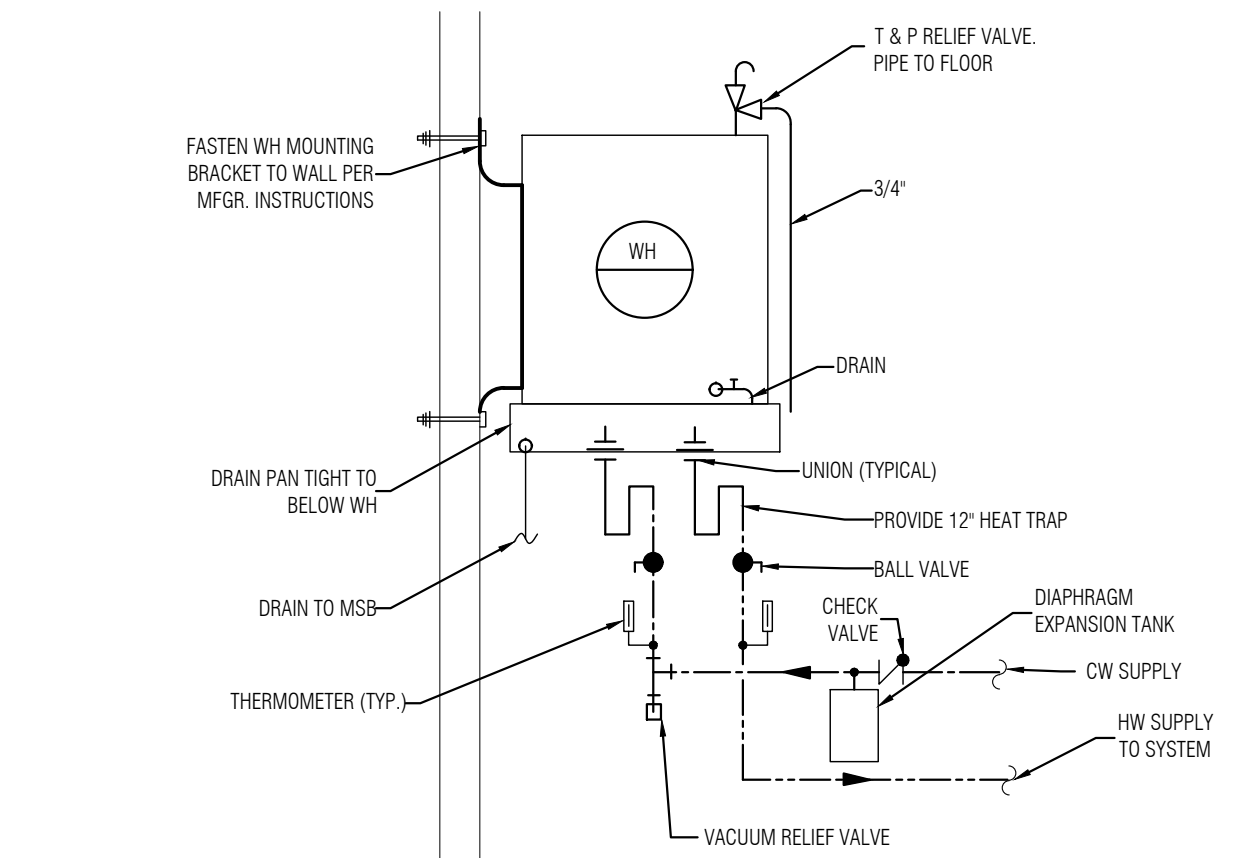 T & P RELIEF VALVE.
PIPE TO FLOOR
FASTEN WH MOUNTING
BRACKET TO WALL PER
MFGR. INSTRUCTIONS
3/4"
WH
DRAIN
DRAIN PAN TIGHT TO
BELOW WH
UNION (TYPICAL)
PROVIDE 12" HEAT TRAP
BALL VALVE
DRAIN TO MSB
CHECK
VALVE
DIAPHRAGM
EXPANSION TANK
CW SUPPLY
THERMOMETER (TYP.)
HW SUPPLY
TO SYSTEM
VACUUM RELIEF VALVE